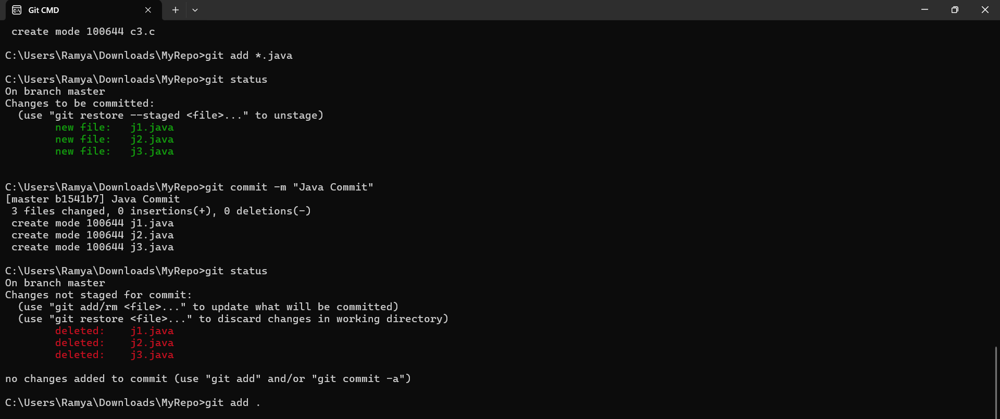 Git CMD
create mode 100644 c3.c
C:\Users\Ramya\Downloads\MyRepo>git add *.java
C:\Users\Ramya\Downloads\MyRepo>git status
On branch master
Changes to be committed:
  (use "git restore --staged <file>..." to unstage)
        new file:   j1.java
        new file:   j2.java
        new file:   j3.java
C:\Users\Ramya\Downloads\MyRepo>git commit -m "Java Commit"
[master b1541b7] Java Commit
 3 files changed, 0 insertions(+), 0 deletions(-)
 create mode 100644 j1.java
 create mode 100644 j2.java
 create mode 100644 j3.java
C:\Users\Ramya\Downloads\MyRepo>git status
On branch master
Changes not staged for commit:
  (use "git add/rm <file>..." to update what will be committed)
  (use "git restore <file>..." to discard changes in working directory)
        deleted:    j1.java
        deleted:    j2.java
        deleted:    j3.java
no changes added to commit (use "git add" and/or "git commit -a")
C:\Users\Ramya\Downloads\MyRepo>git add .